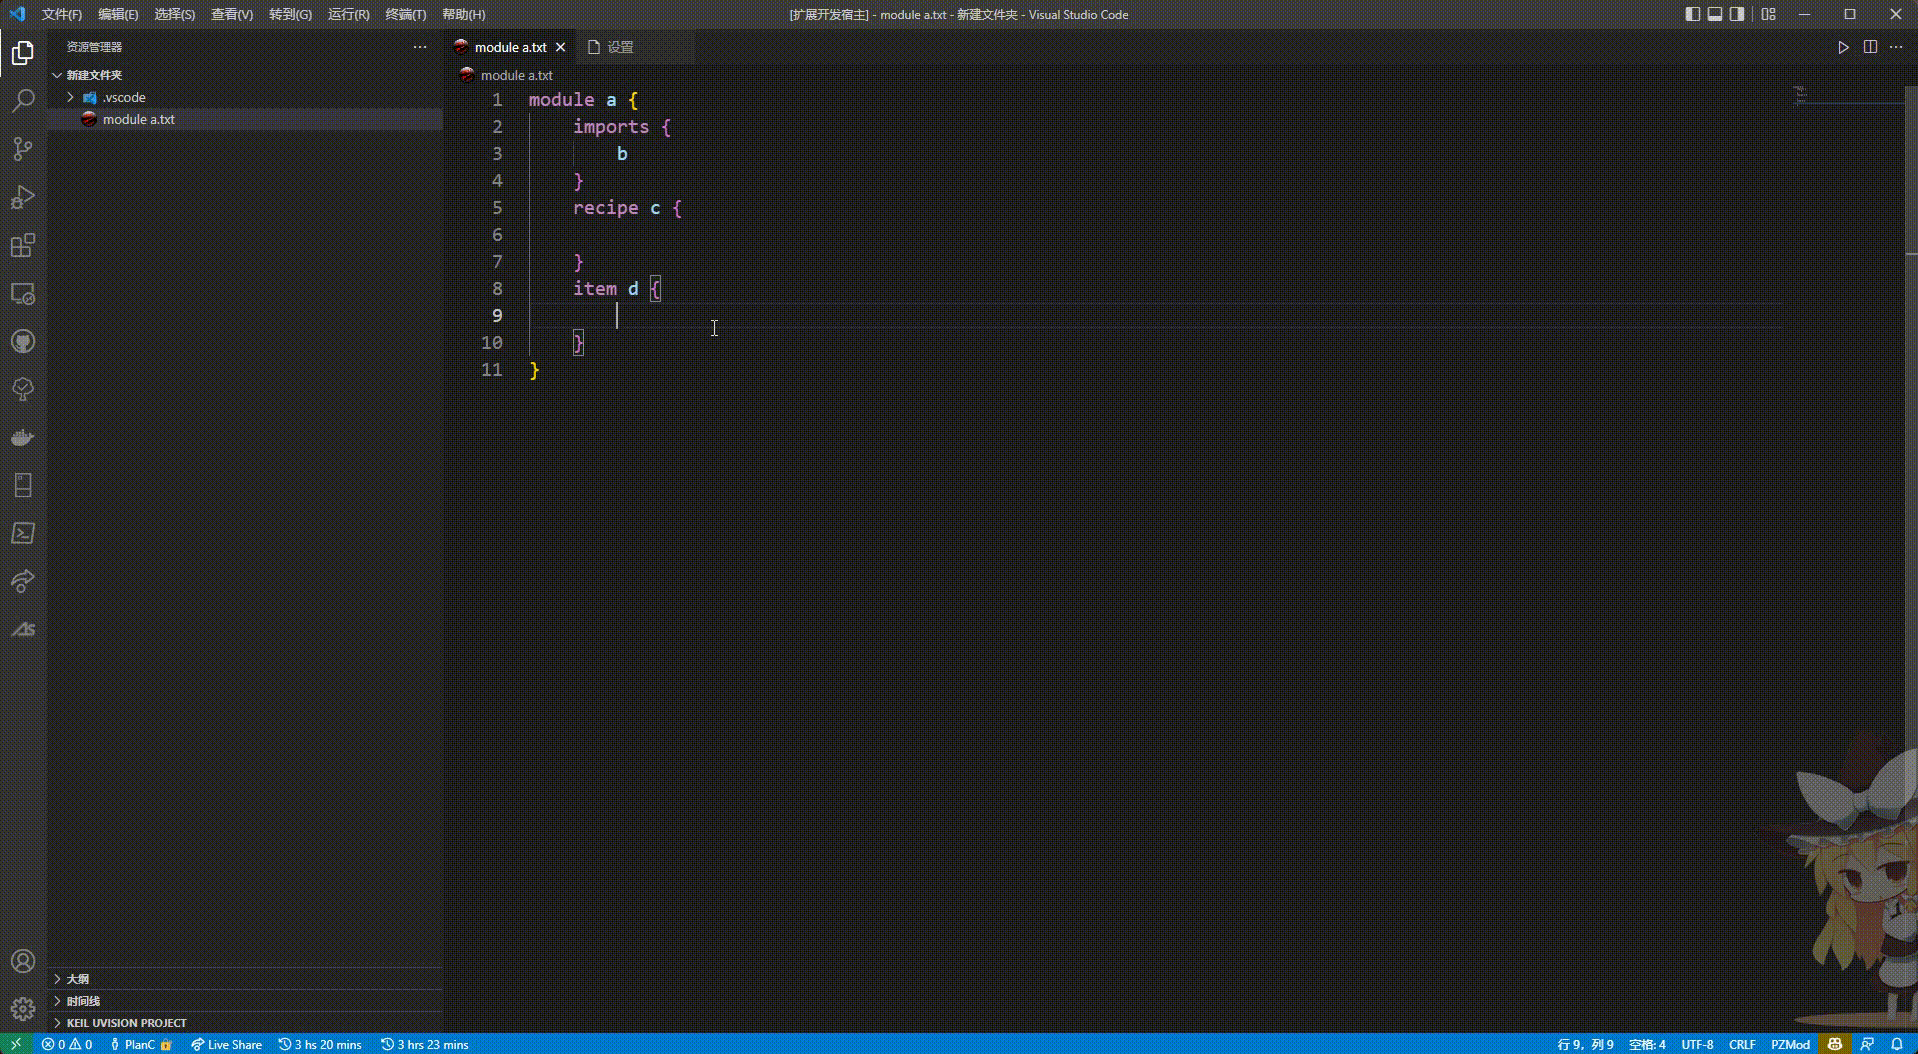 文件(F) 编辑(E) 选择(S) 查看(V) 转到(G) 运行(R) 终端(T) 帮助(H) [扩展开发宿主] - module a.txt - 新建文件夹 - Visual Studio Code
资源管理器
新建文件夹
.vscode
module a.txt
module a.txt 设置
module a.txt
1 module a {
2 imports {
3 b
4 }
5 recipe c {
6
7 }
8 item d {
9
10 }
11 }
大纲
时间线
KEIL UVISION PROJECT
0 0 PlanC Live Share 3 hs 20 mins 3 hrs 23 mins 行 9，列 9 空格: 4 UTF-8 CRLF PZMod